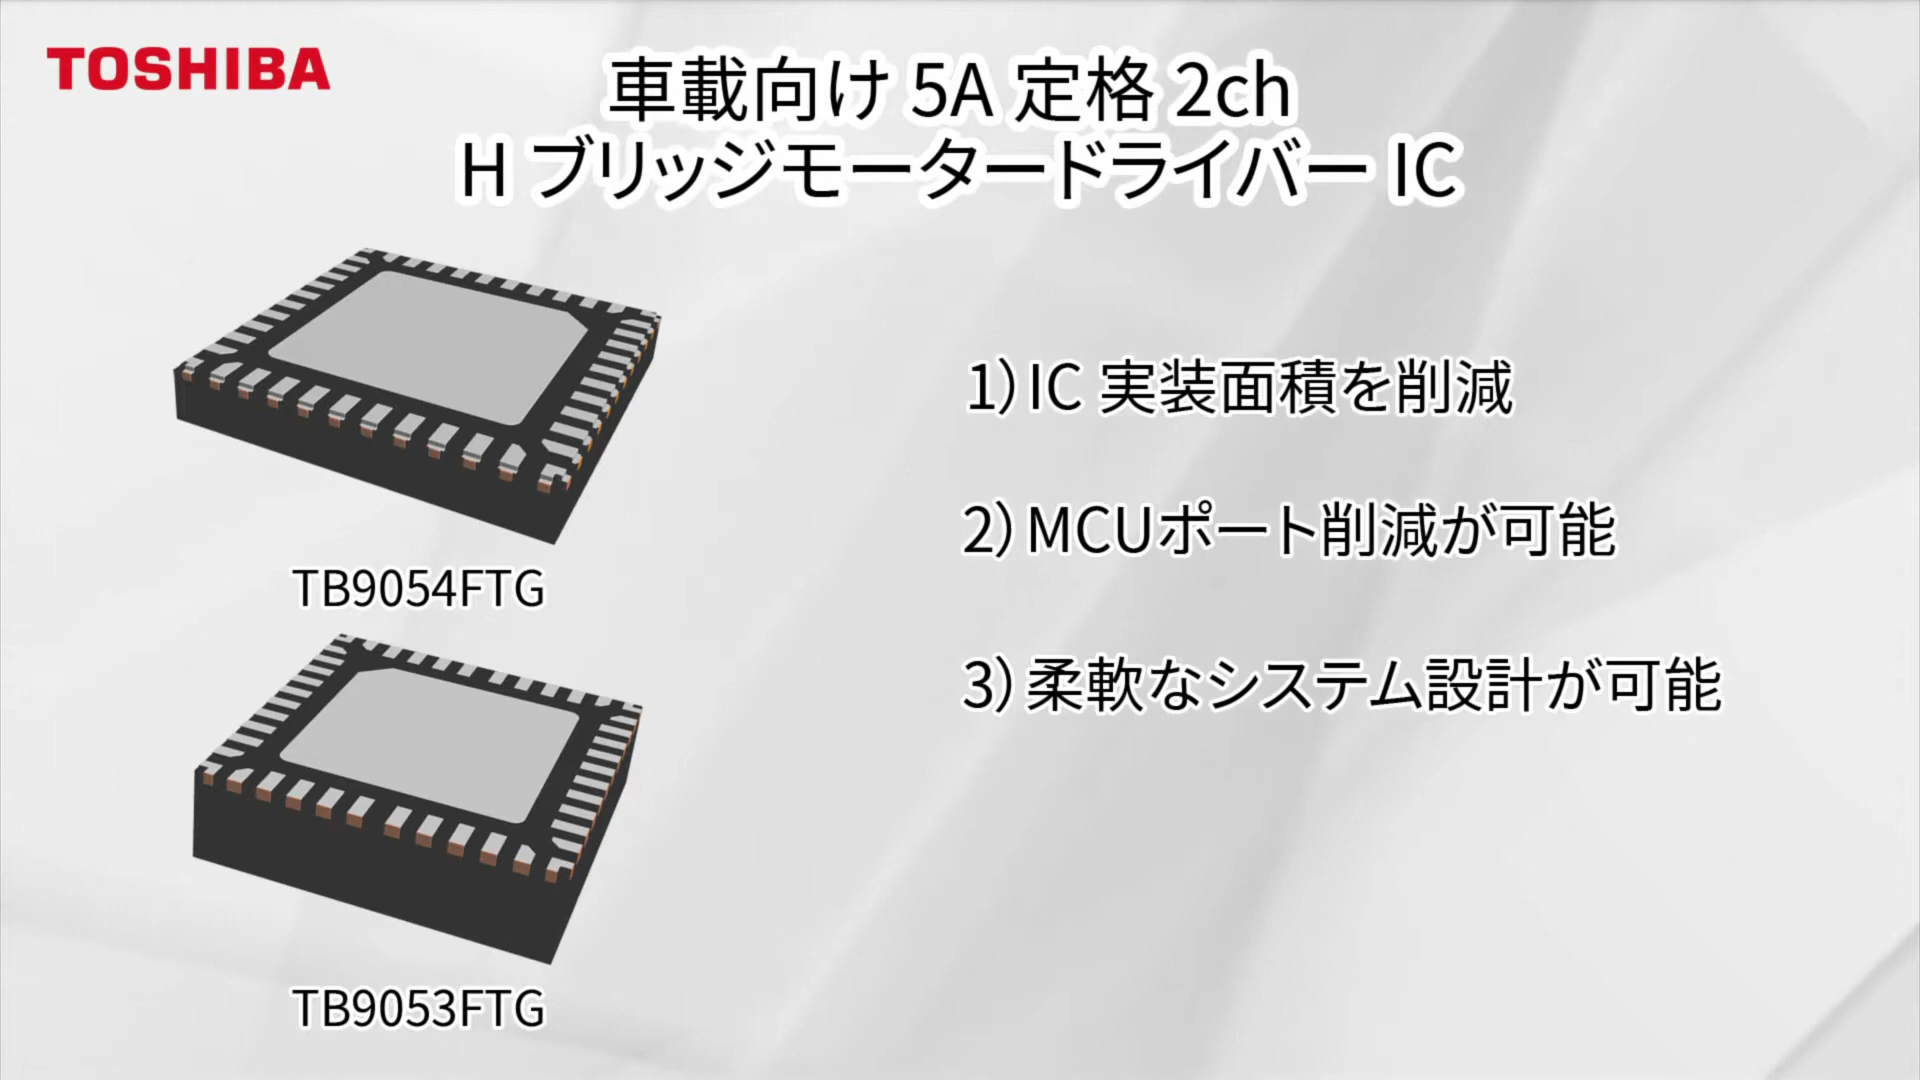 TOSHIBA
車載向け 5A 定格 2ch
H ブリッジモータードライバー IC
1）IC 実装面積を削減
2）MCUポート削減が可能
3）柔軟なシステム設計が可能
TB9054FTG
TB9053FTG